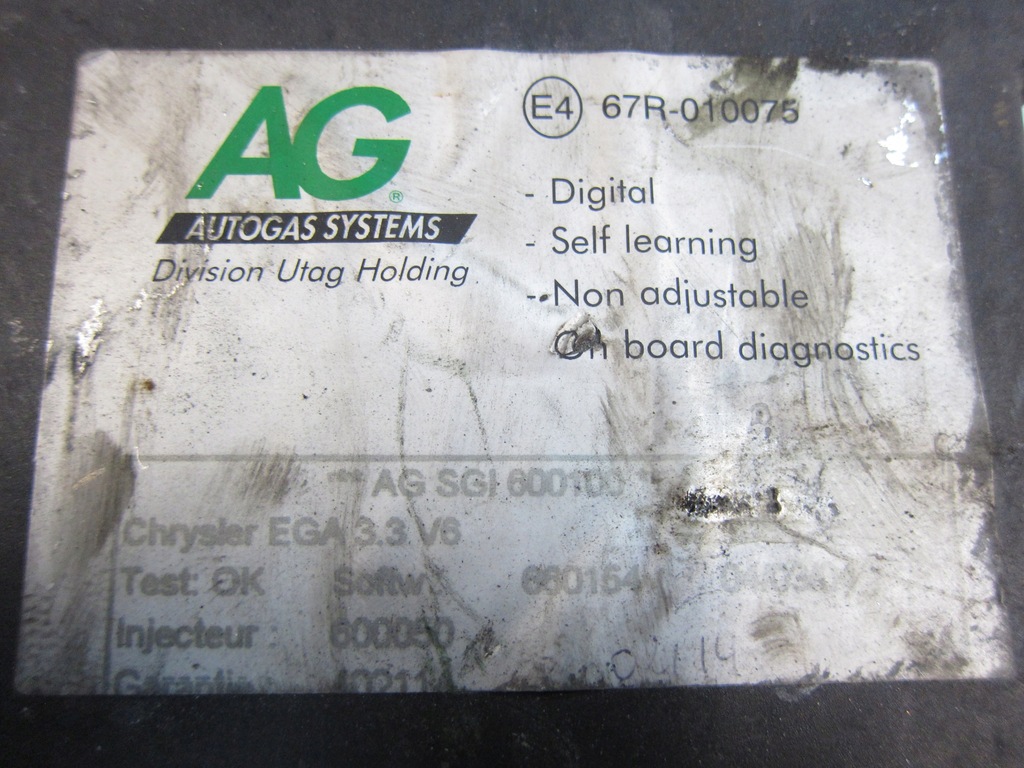 AG®
AUTOGAS SYSTEMS
Division Utag Holding
E4 67R-010075
- Digital
- Self learning
- Non adjustable
On board diagnostics
AG SGI
Chrysler EGA 3.3 V6
Test: OK Softw.
Injecteur 600050